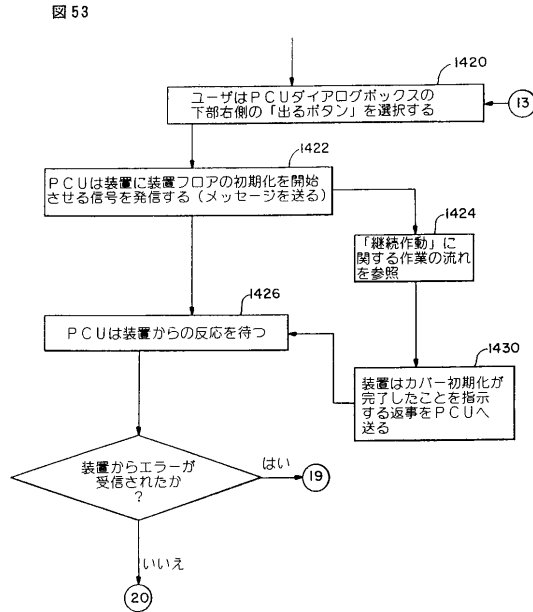 図53
1420
ユーザはPCUダイアログボックスの
下部右側の「出るボタン」を選択する
13
1422
PCUは装置に装置フロアの初期化を開始
させる信号を発信する(メッセージを送る)
1424
「継続作動」に
関する作業の流れ
を参照
1426
PCUは装置からの反応を待つ
1430
装置はカバー初期化が
完了したことを指示
する返事をPCUへ
送る
装置からエラーが
受信されたか
?
はい
19
いいえ
20